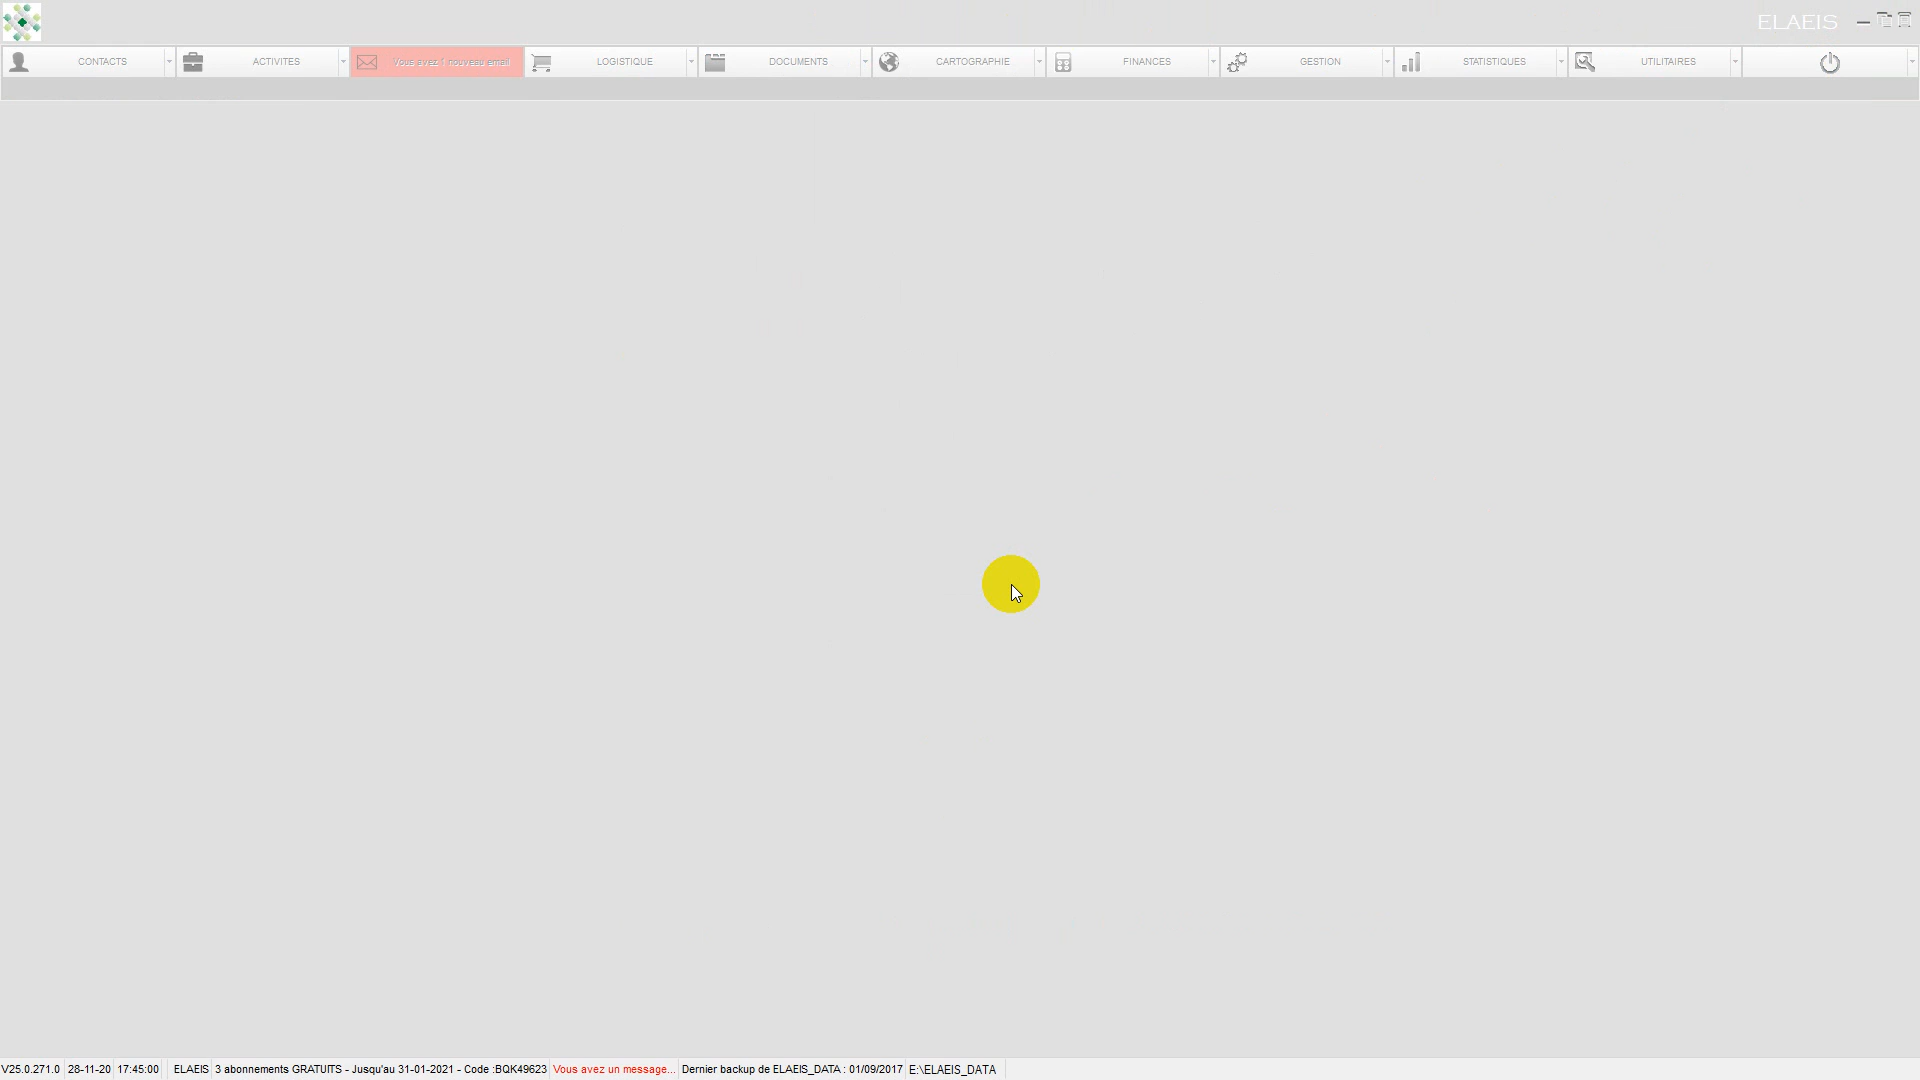 ELAEIS
CONTACTS
ACTIVITES
Vous avez 1 nouveau email
LOGISTIQUE
DOCUMENTS
CARTOGRAPHIE
FINANCES
GESTION
STATISTIQUES
UTILITAIRES
V25.0.271.0 28-11-20 17:45:00 ELAEIS 3 abonnements GRATUITS - Jusqu'au 31-01-2021 - Code :BQK49623 Vous avez un message... Dernier backup de ELAEIS_DATA : 01/09/2017 E:\ELAEIS_DATA